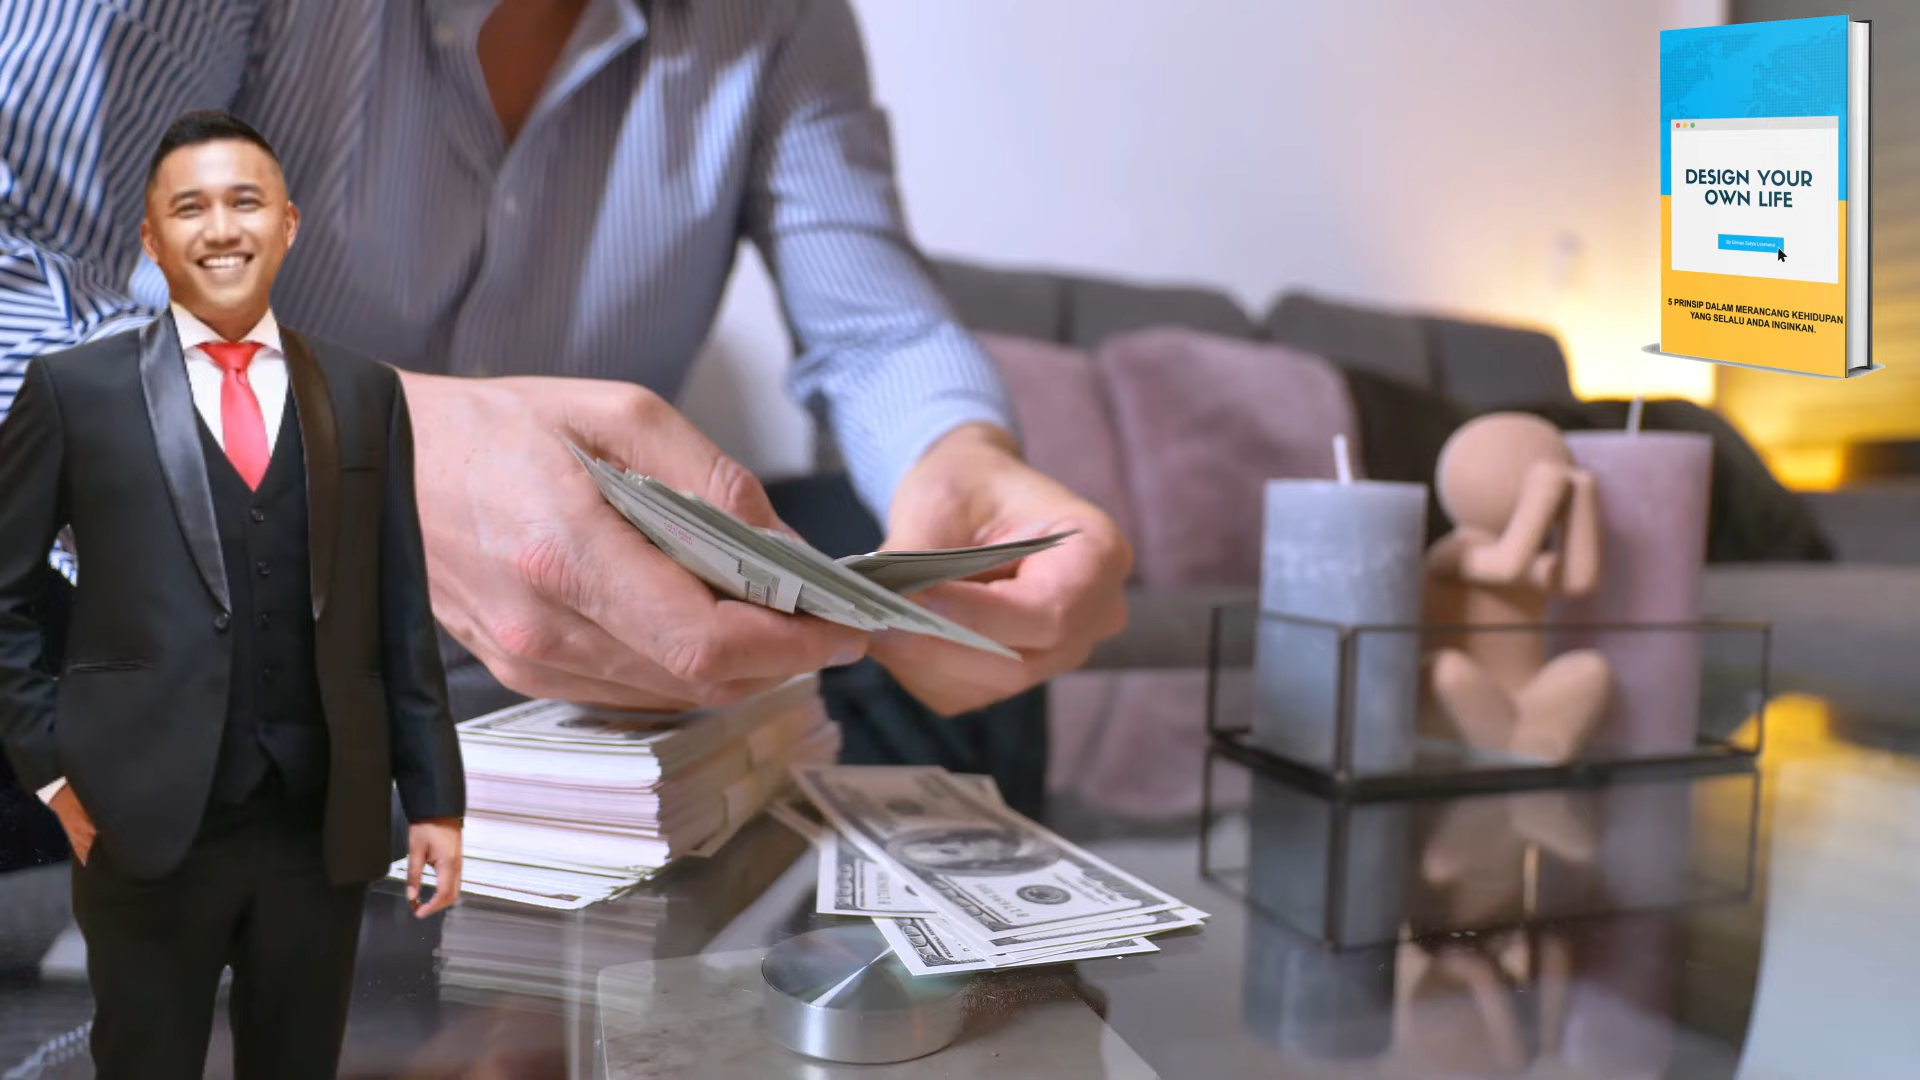 DESIGN YOUR
OWN LIFE
5 PRINSIP DALAM MERANCANG KEHIDUPAN
YANG SELALU ANDA INGINKAN.